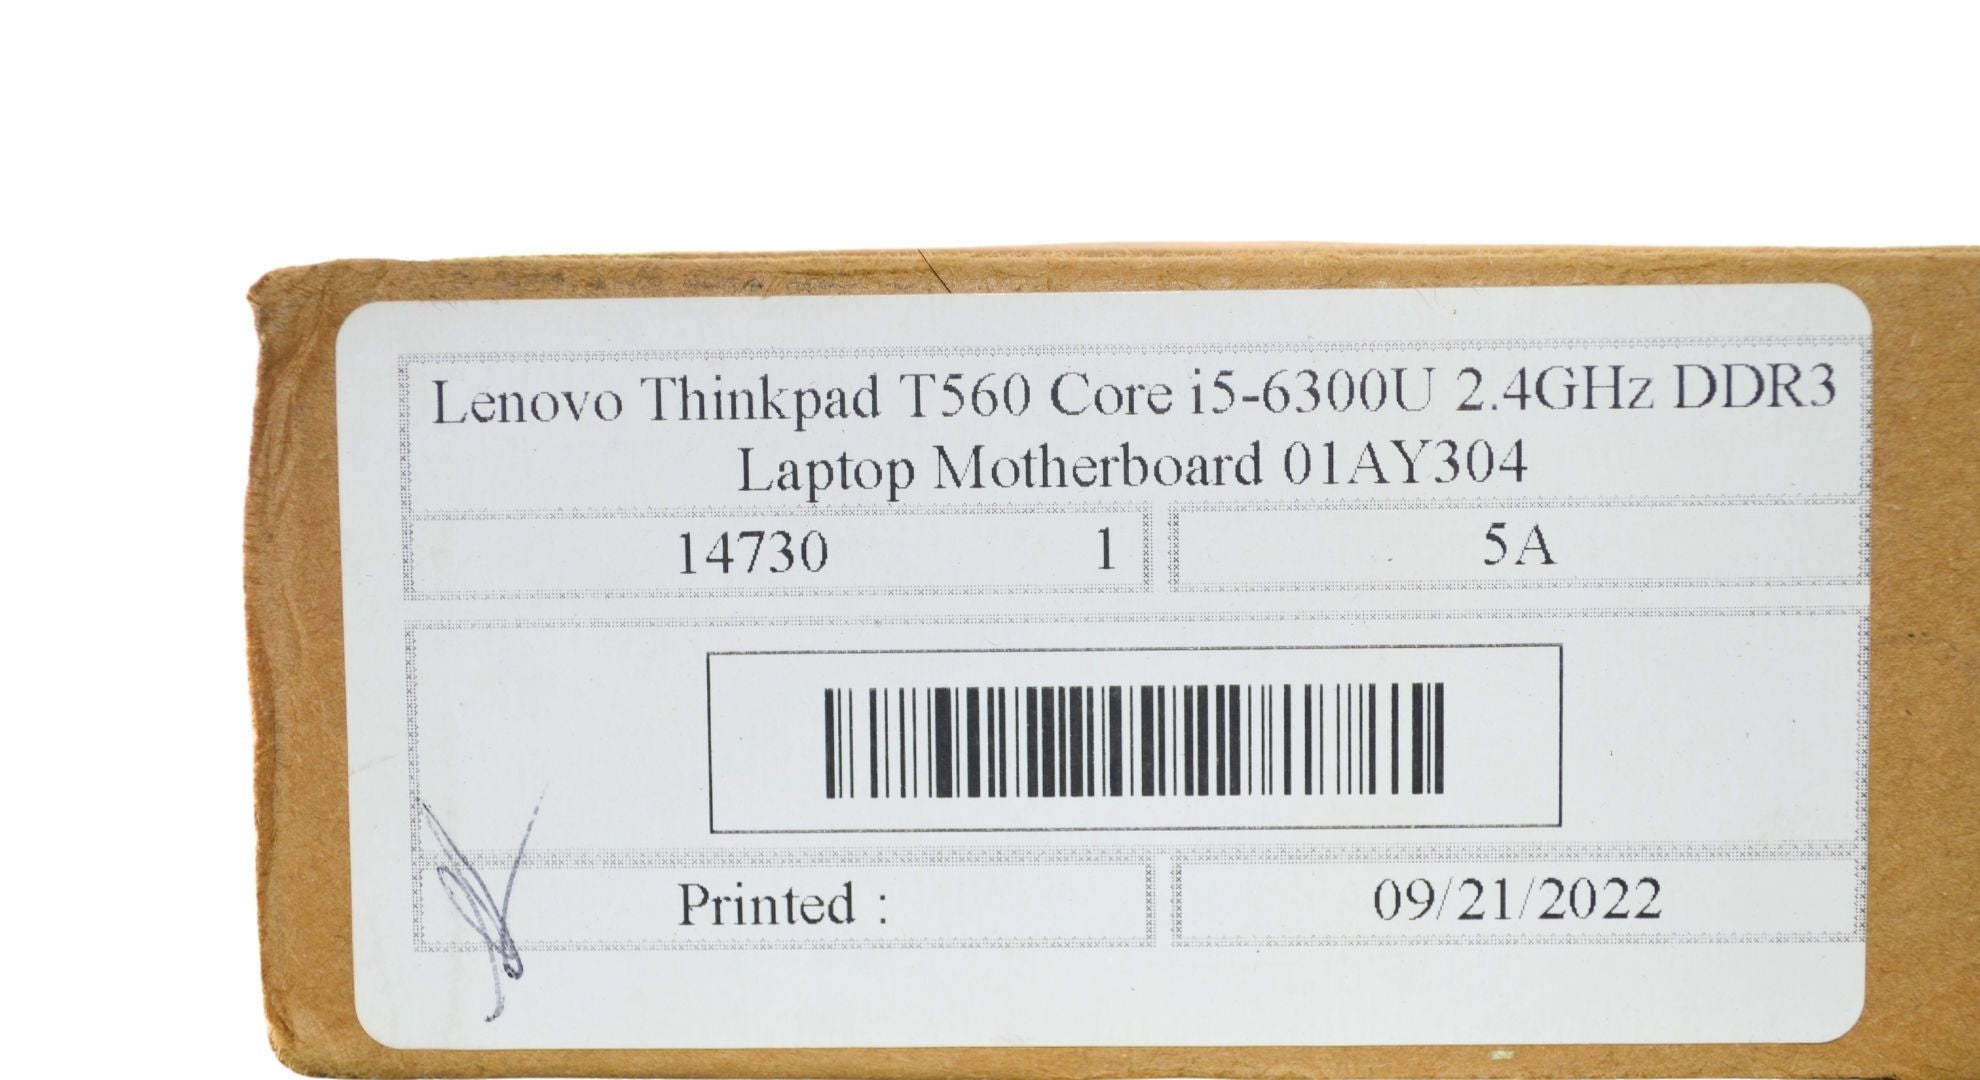 Lenovo Thinkpad T560 Core i5-6300U 2.4GHz DDR3
Laptop Motherboard 01AY304
14730 1 5A
Printed : 09/21/2022